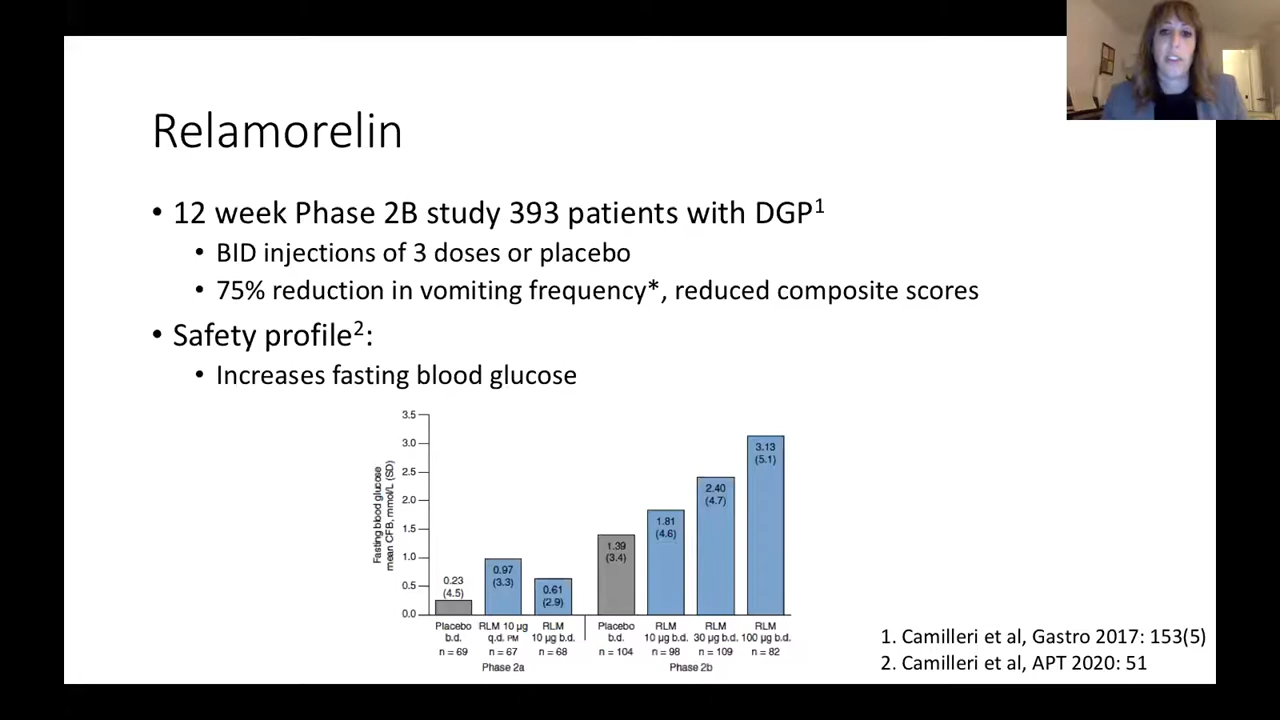 Relamorelin
• 12 week Phase 2B study 393 patients with DGP1
• BID injections of 3 doses or placebo
• 75% reduction in vomiting frequency*, reduced composite scores
• Safety profile2:
• Increases fasting blood glucose
Fasting blood glucose
mean CFB, mmol/L (SD)
3.5
3.0
2.5
2.0
1.5
1.0
0.5
0.0
0.23
(4.5)
0.97
(3.3)
0.61
(2.9)
1.39
(3.4)
1.81
(4.6)
2.40
(4.7)
3.13
(5.1)
Placebo
b.d.
n = 69
RLM 10 µg
q.d. PM
n = 67
RLM
10 µg b.d.
n = 68
Placebo
b.d.
n = 104
RLM
10 µg b.d.
n = 98
RLM
30 µg b.d.
n = 109
RLM
100 µg b.d.
n = 82
Phase 2a
Phase 2b
1. Camilleri et al, Gastro 2017: 153(5)
2. Camilleri et al, APT 2020: 51